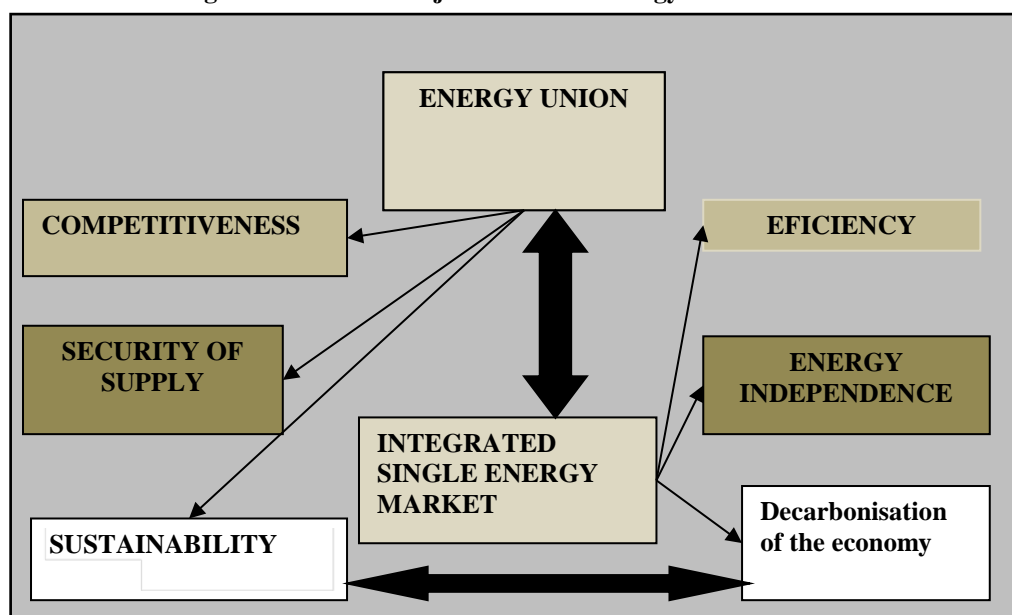 ENERGY UNION
COMPETITIVENESS
EFICIENCY
SECURITY OF
SUPPLY
ENERGY
INDEPENDENCE
INTEGRATED
SINGLE ENERGY
MARKET
SUSTAINABILITY
Decarbonisation
of the economy